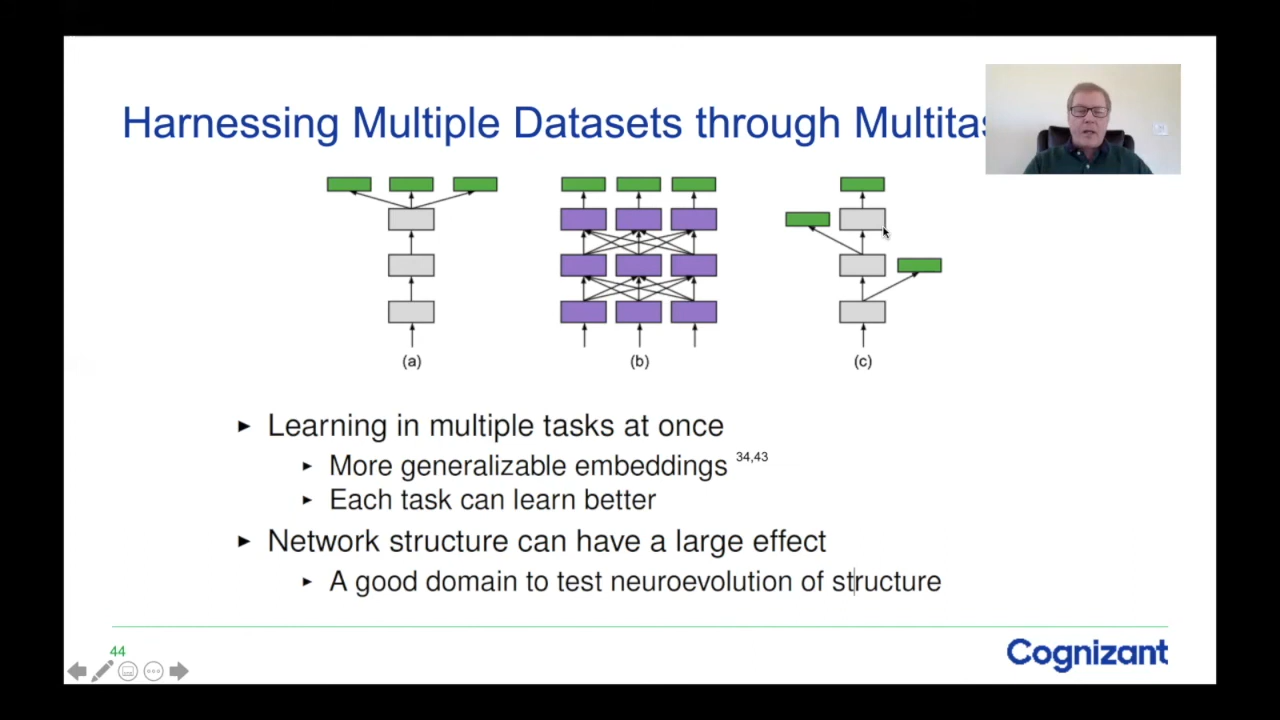 Harnessing Multiple Datasets through Multitas
(a)
(b)
(c)
► Learning in multiple tasks at once
► More generalizable embeddings 34,43
► Each task can learn better
► Network structure can have a large effect
► A good domain to test neuroevolution of structure
44
Cognizant